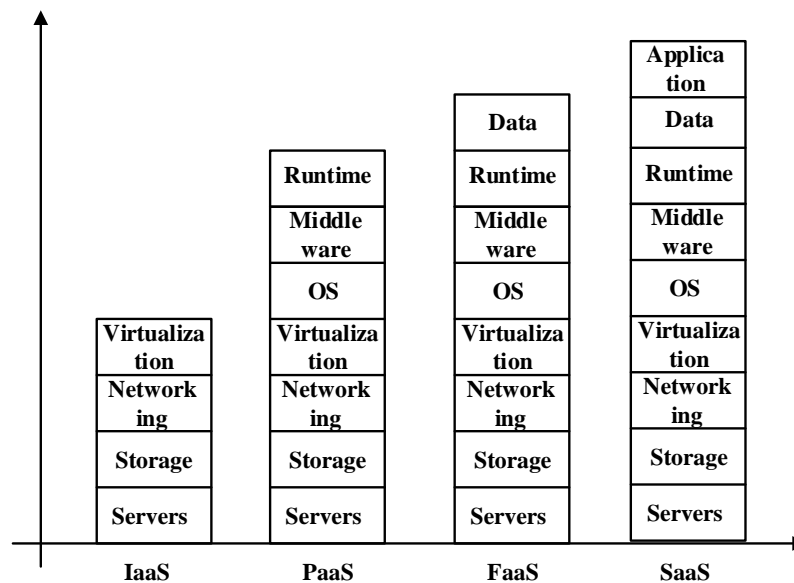 Applica
tion
Data
Data
Runtime
Runtime
Runtime
Middle
ware
Middle
ware
Middle
ware
OS
OS
OS
Virtualiza
tion
Virtualiza
tion
Virtualiza
tion
Virtualiza
tion
Network
ing
Network
ing
Network
ing
Network
ing
Storage
Storage
Storage
Storage
Servers
Servers
Servers
Servers
IaaS
PaaS
FaaS
SaaS